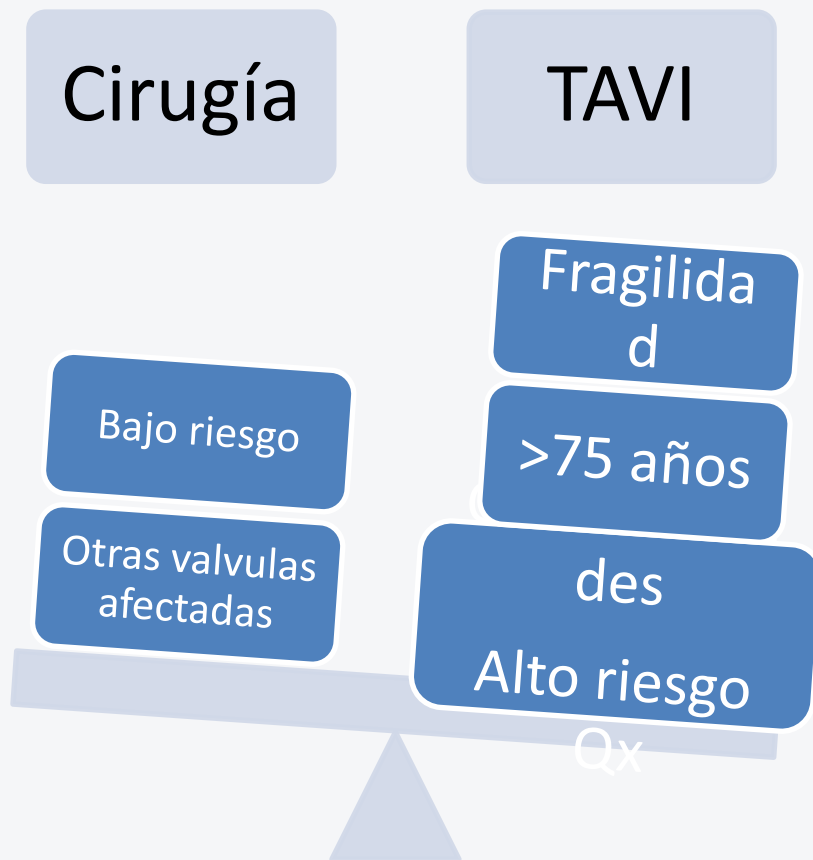 Cirugía
TAVI
Fragilida
d
>75 años
Bajo riesgo
Otras valvulas
afectadas
des
Alto riesgo
Qx